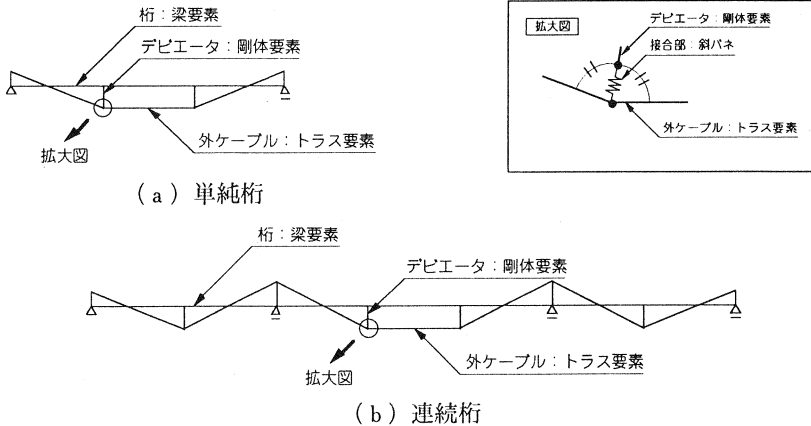 桁：梁要素
デビエータ：剛体要素
外ケーブル：トラス要素
拡大図
(a) 単純桁
拡大図
デビエータ：剛体要素
接合部：斜バネ
外ケーブル：トラス要素
桁：梁要素
デビエータ：剛体要素
外ケーブル：トラス要素
拡大図
(b) 連続桁